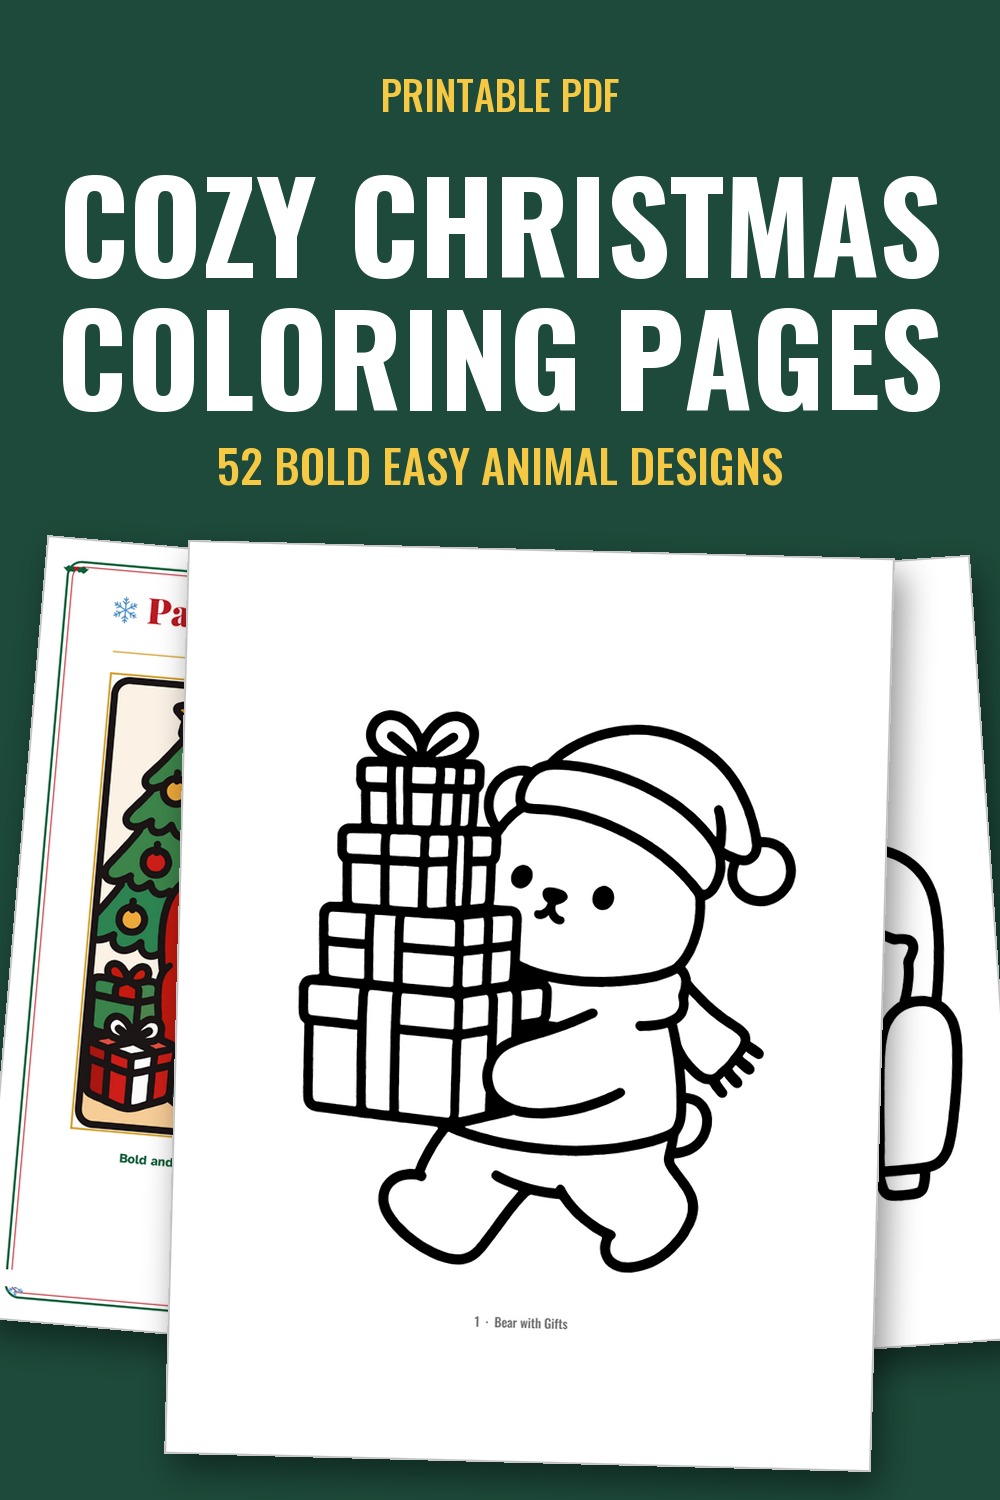 PRINTABLE PDF
COZY CHRISTMAS
COLORING PAGES
52 BOLD EASY ANIMAL DESIGNS
Pa
Bold and
1 · Bear with Gifts